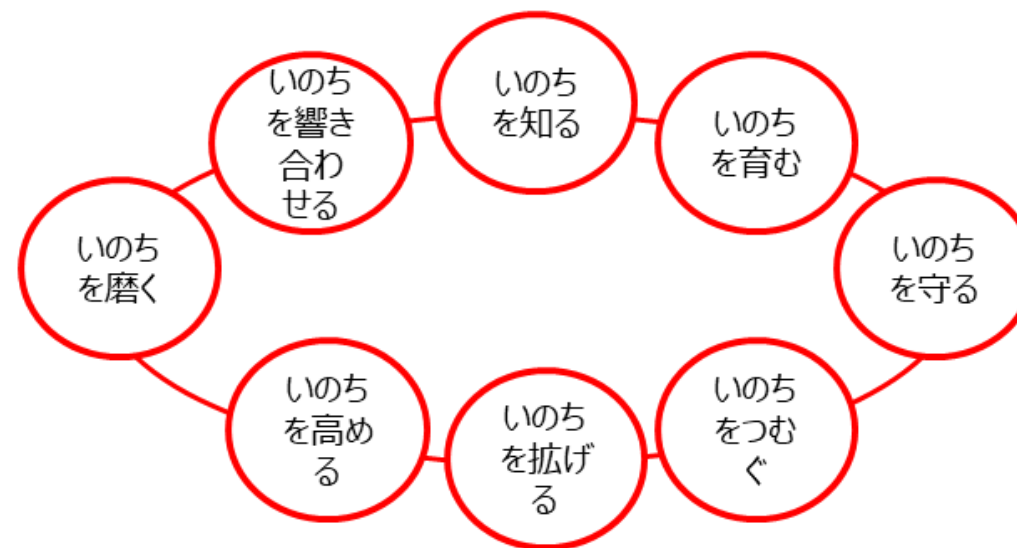 いのち
を知る
いのち
を育む
いのち
を守る
いのち
をつむ
ぐ
いのち
を拡げ
る
いのち
を高め
る
いのち
を磨く
いのち
を響き
合わ
せる